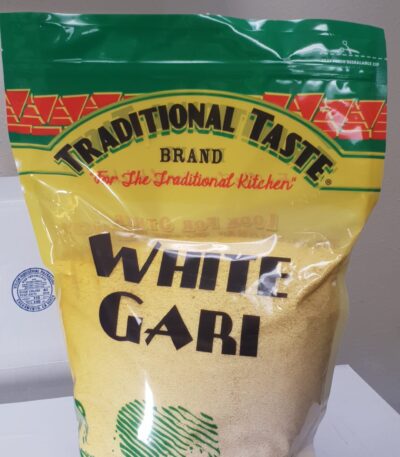 TRADITIONAL TASTE®
BRAND
"For The Traditional Kitchen"
WHITE
GARI